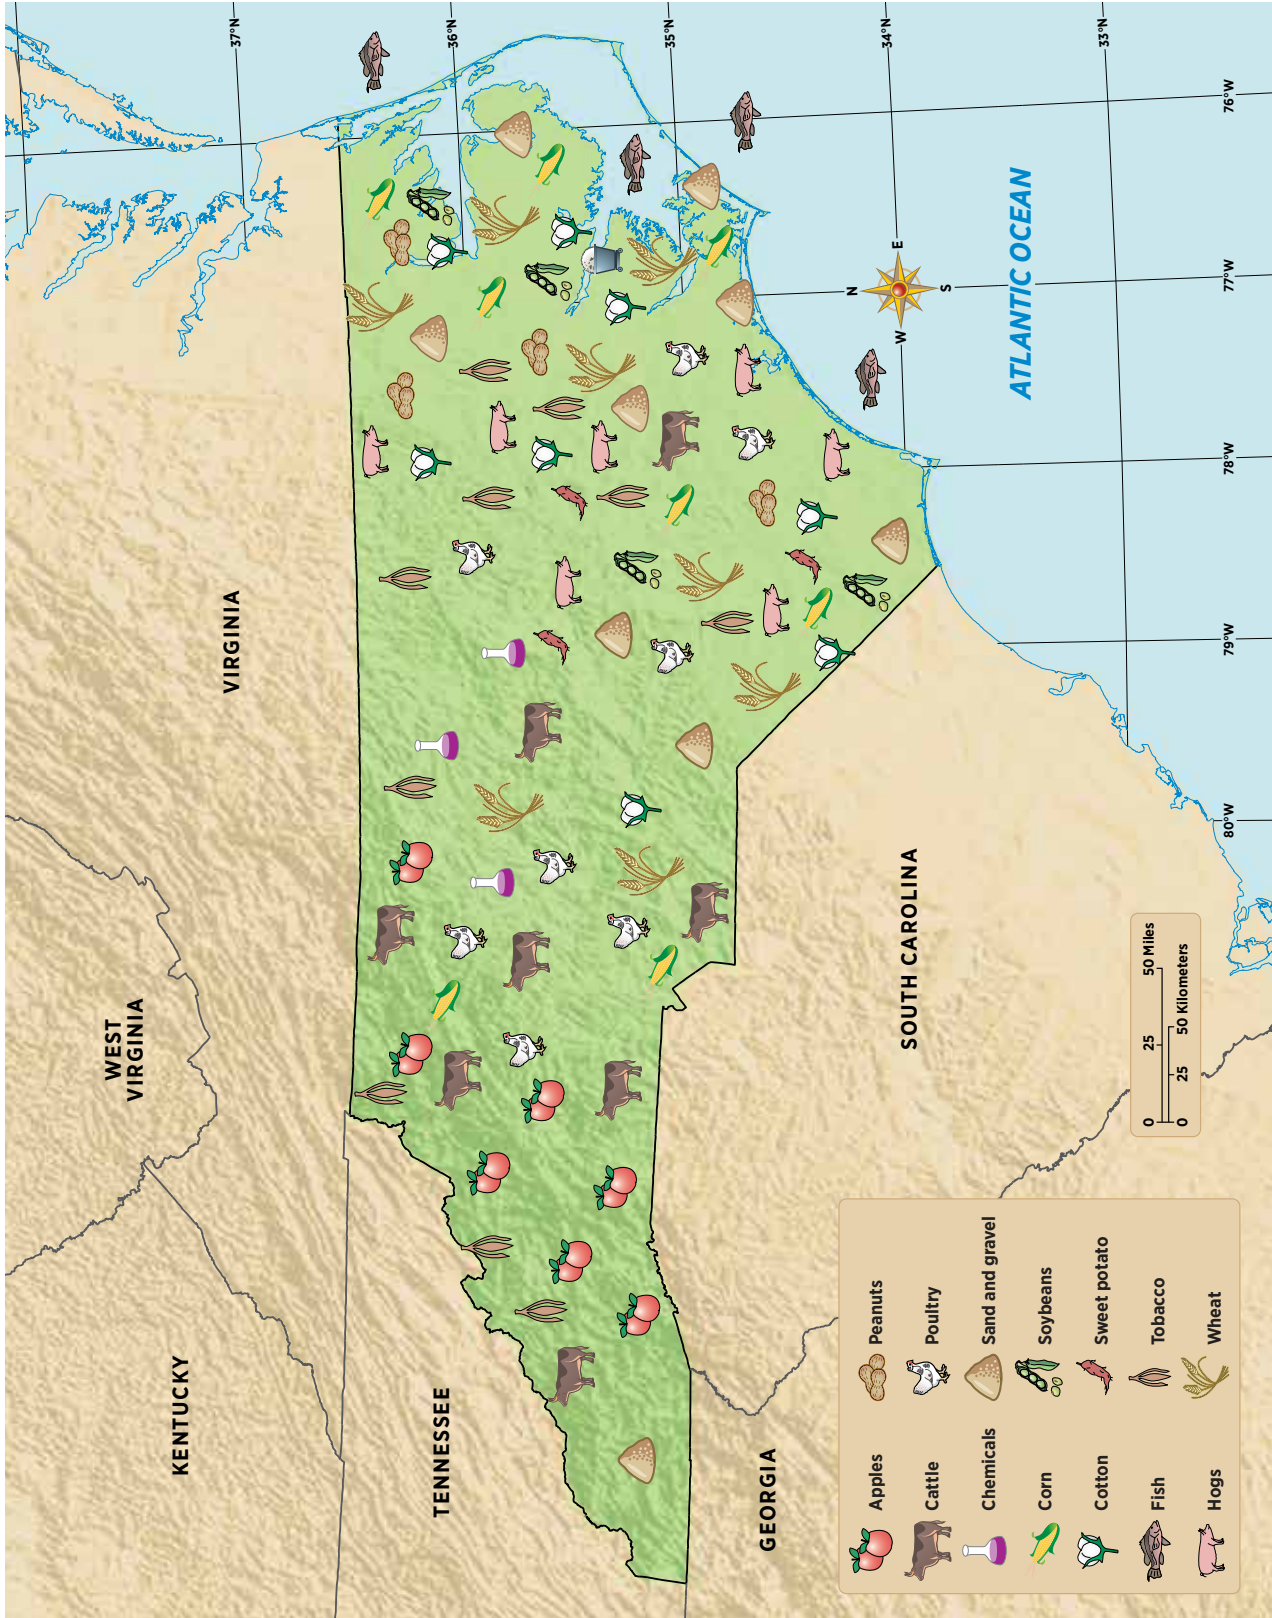 WEST
VIRGINIA
VIRGINIA
KENTUCKY
TENNESSEE
GEORGIA
SOUTH CAROLINA
ATLANTIC OCEAN
37°N
36°N
35°N
34°N
33°N
76°W
77°W
78°W
79°W
80°W
N
E
S
W
0 25 50 Miles
0 25 50 Kilometers
Apples
Cattle
Chemicals
Corn
Cotton
Fish
Hogs
Peanuts
Poultry
Sand and gravel
Soybeans
Sweet potato
Tobacco
Wheat